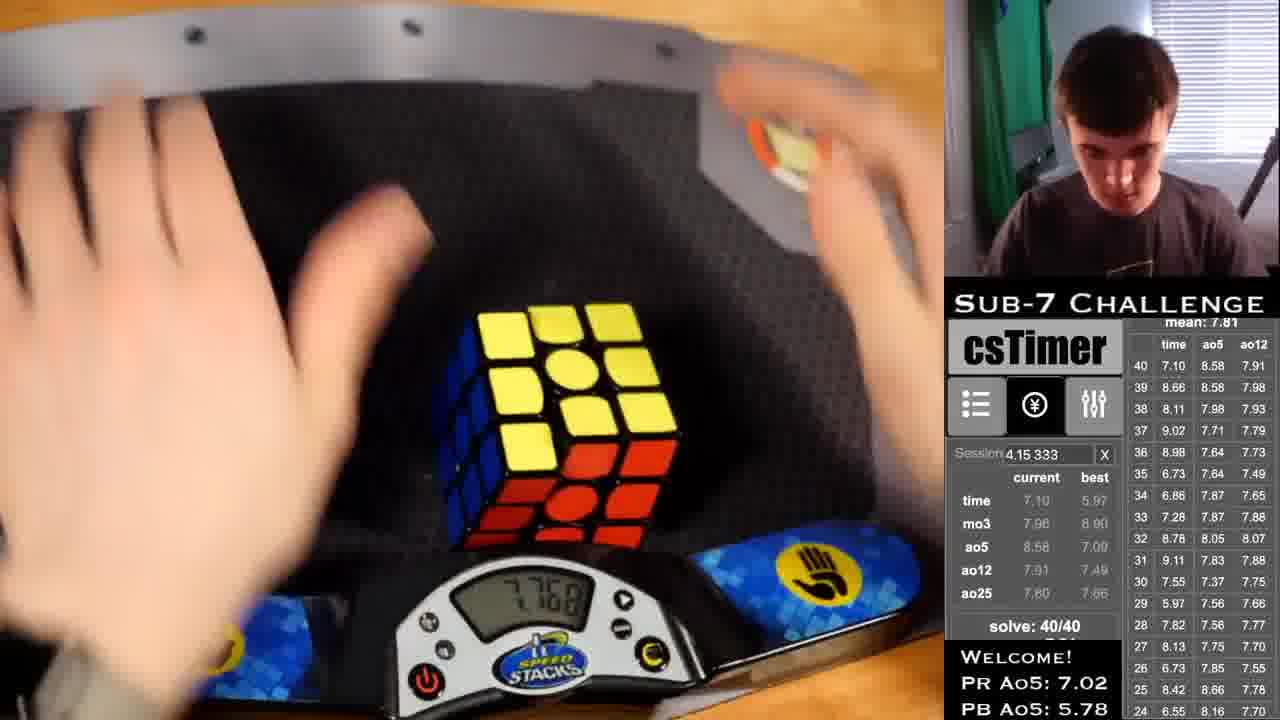 7.768
SPEED
STACKS
SUB-7 CHALLENGE
csTimer
Session 4.15 333 X
current best
time 7.10 5.97
mo3 7.96 6.90
ao5 8.58 7.09
ao12 7.91 7.49
ao25 7.80 7.66
solve: 40/40
mean: 7.81
time ao5 ao12
40 7.10 8.58 7.91
39 8.66 8.58 7.98
38 8.11 7.98 7.93
37 9.02 7.71 7.79
36 8.98 7.64 7.73
35 6.73 7.64 7.49
34 6.86 7.87 7.65
33 7.28 7.87 7.88
32 8.78 8.05 8.07
31 9.11 7.83 7.88
30 7.55 7.37 7.75
29 5.97 7.56 7.66
28 7.82 7.56 7.77
27 8.13 7.75 7.70
26 6.73 7.85 7.55
25 8.42 8.66 7.78
24 6.55 8.16 7.70
WELCOME!
PR AO5: 7.02
PB AO5: 5.78